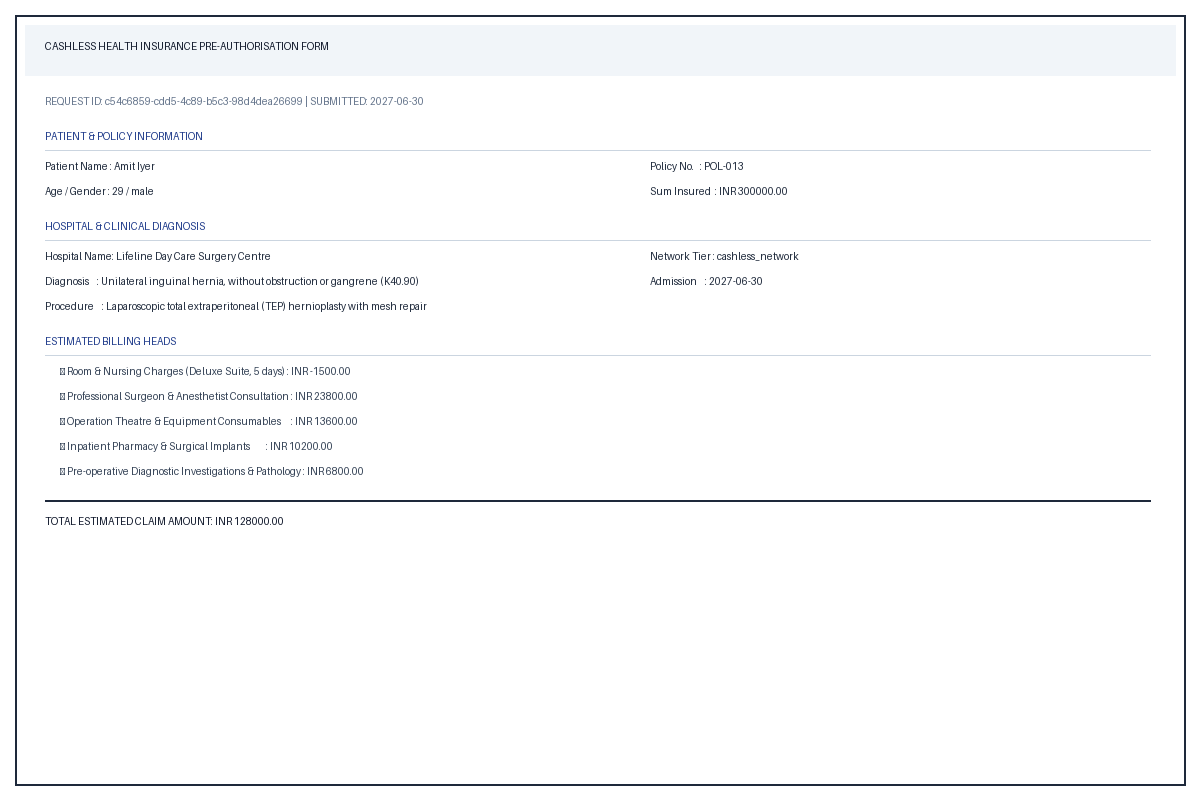 CASHLESS HEALTH INSURANCE PRE-AUTHORISATION FORM
REQUEST ID: c54c6859-cdd5-4c89-b5c3-98d4dea26699 | SUBMITTED: 2027-06-30
PATIENT & POLICY INFORMATION
Patient Name : Amit Iyer
Policy No. : POL-013
Age / Gender : 29 / male
Sum Insured : INR 300000.00
HOSPITAL & CLINICAL DIAGNOSIS
Hospital Name: Lifeline Day Care Surgery Centre
Network Tier : cashless_network
Diagnosis : Unilateral inguinal hernia, without obstruction or gangrene (K40.90)
Admission : 2027-06-30
Procedure : Laparoscopic total extraperitoneal (TEP) hernioplasty with mesh repair
ESTIMATED BILLING HEADS
Room & Nursing Charges (Deluxe Suite, 5 days) : INR -1500.00
Professional Surgeon & Anesthetist Consultation : INR 23800.00
Operation Theatre & Equipment Consumables : INR 13600.00
Inpatient Pharmacy & Surgical Implants : INR 10200.00
Pre-operative Diagnostic Investigations & Pathology : INR 6800.00
TOTAL ESTIMATED CLAIM AMOUNT: INR 128000.00